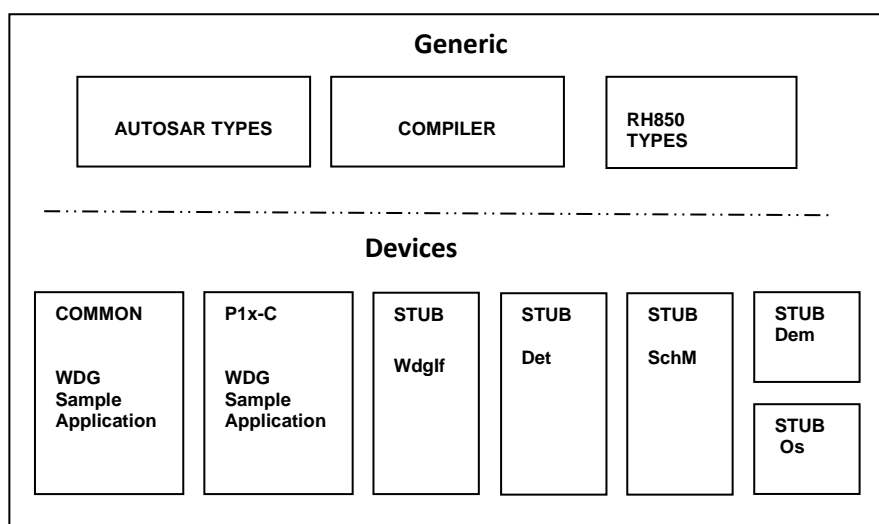 Generic
AUTOSAR TYPES
COMPILER
RH850
TYPES
Devices
COMMON
WDG
Sample
Application
P1x-C
WDG
Sample
Application
STUB
WdgIf
STUB
Det
STUB
SchM
STUB
Dem
STUB
Os